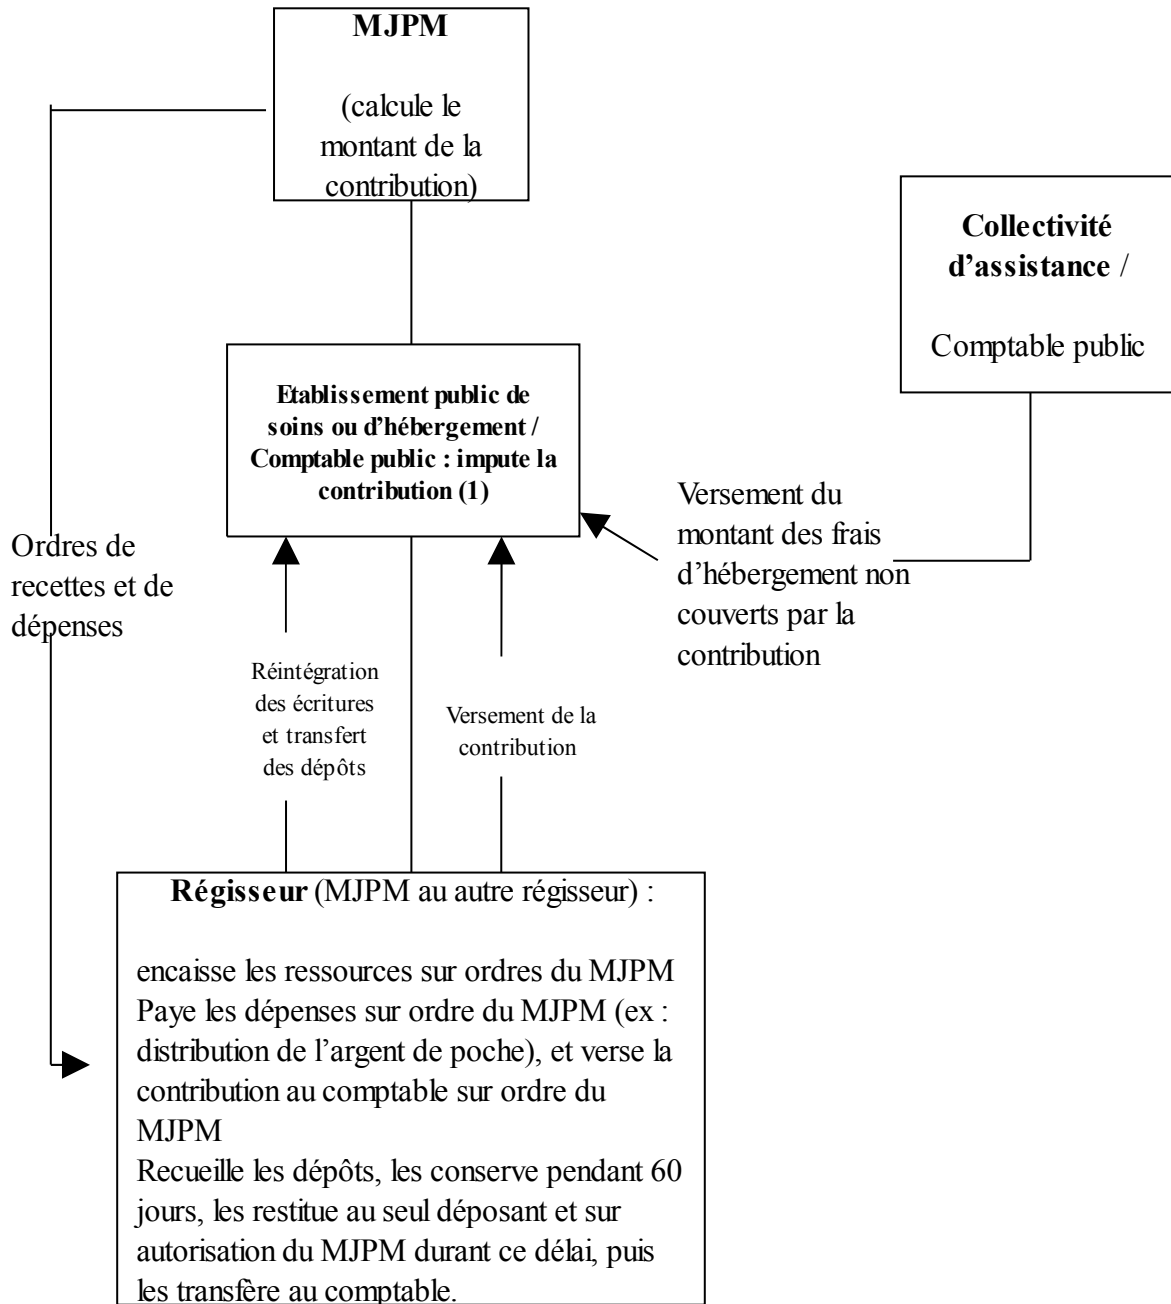 MJPM
(calcule le
montant de la
contribution)
Collectivité
d’assistance /
Comptable public
Etablissement public de
soins ou d’hébergement /
Comptable public : impute la
contribution (1)
Versement du
montant des frais
d’hébergement non
couverts par la
contribution
Ordres de
recettes et de
dépenses
Réintégration
des écritures
et transfert
des dépôts
Versement de la
contribution
Régisseur (MJPM au autre régisseur) :
encaisse les ressources sur ordres du MJPM
Paye les dépenses sur ordre du MJPM (ex :
distribution de l’argent de poche), et verse la
contribution au comptable sur ordre du
MJPM
Recueille les dépôts, les conserve pendant 60
jours, les restitue au seul déposant et sur
autorisation du MJPM durant ce délai, puis
les transfère au comptable.